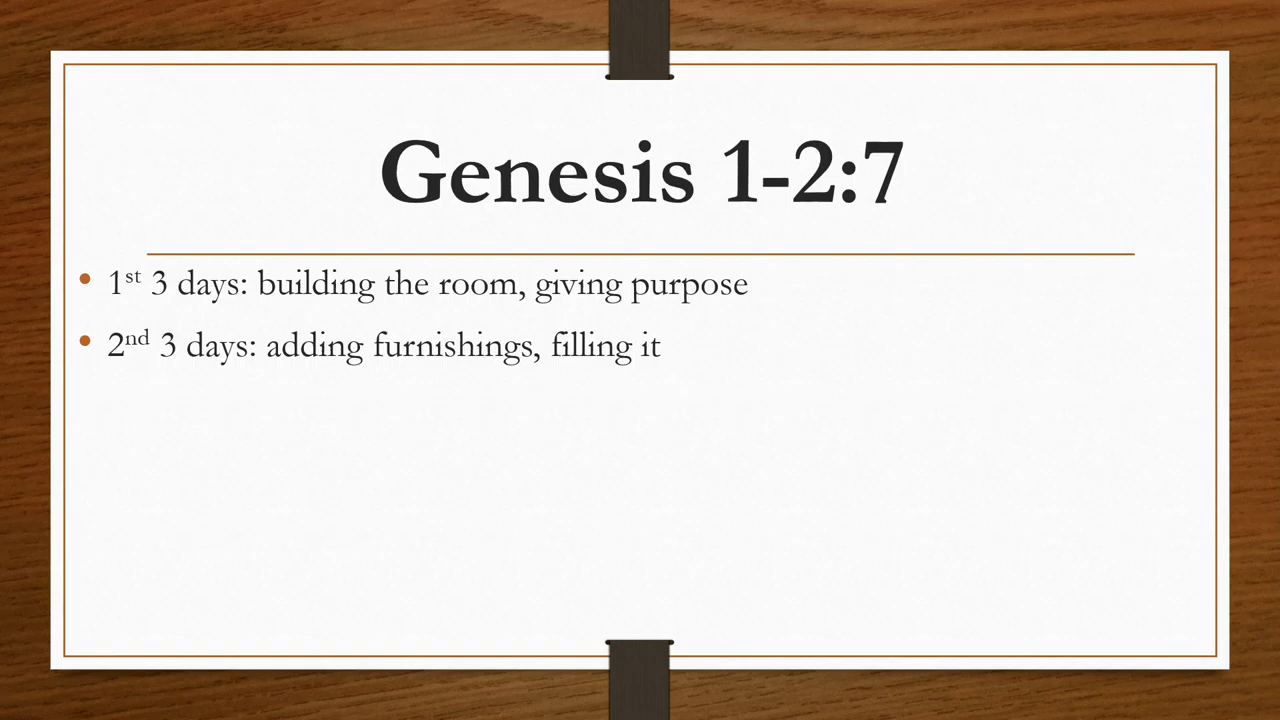 Genesis 1-2:7
• 1st 3 days: building the room, giving purpose
• 2nd 3 days: adding furnishings, filling it